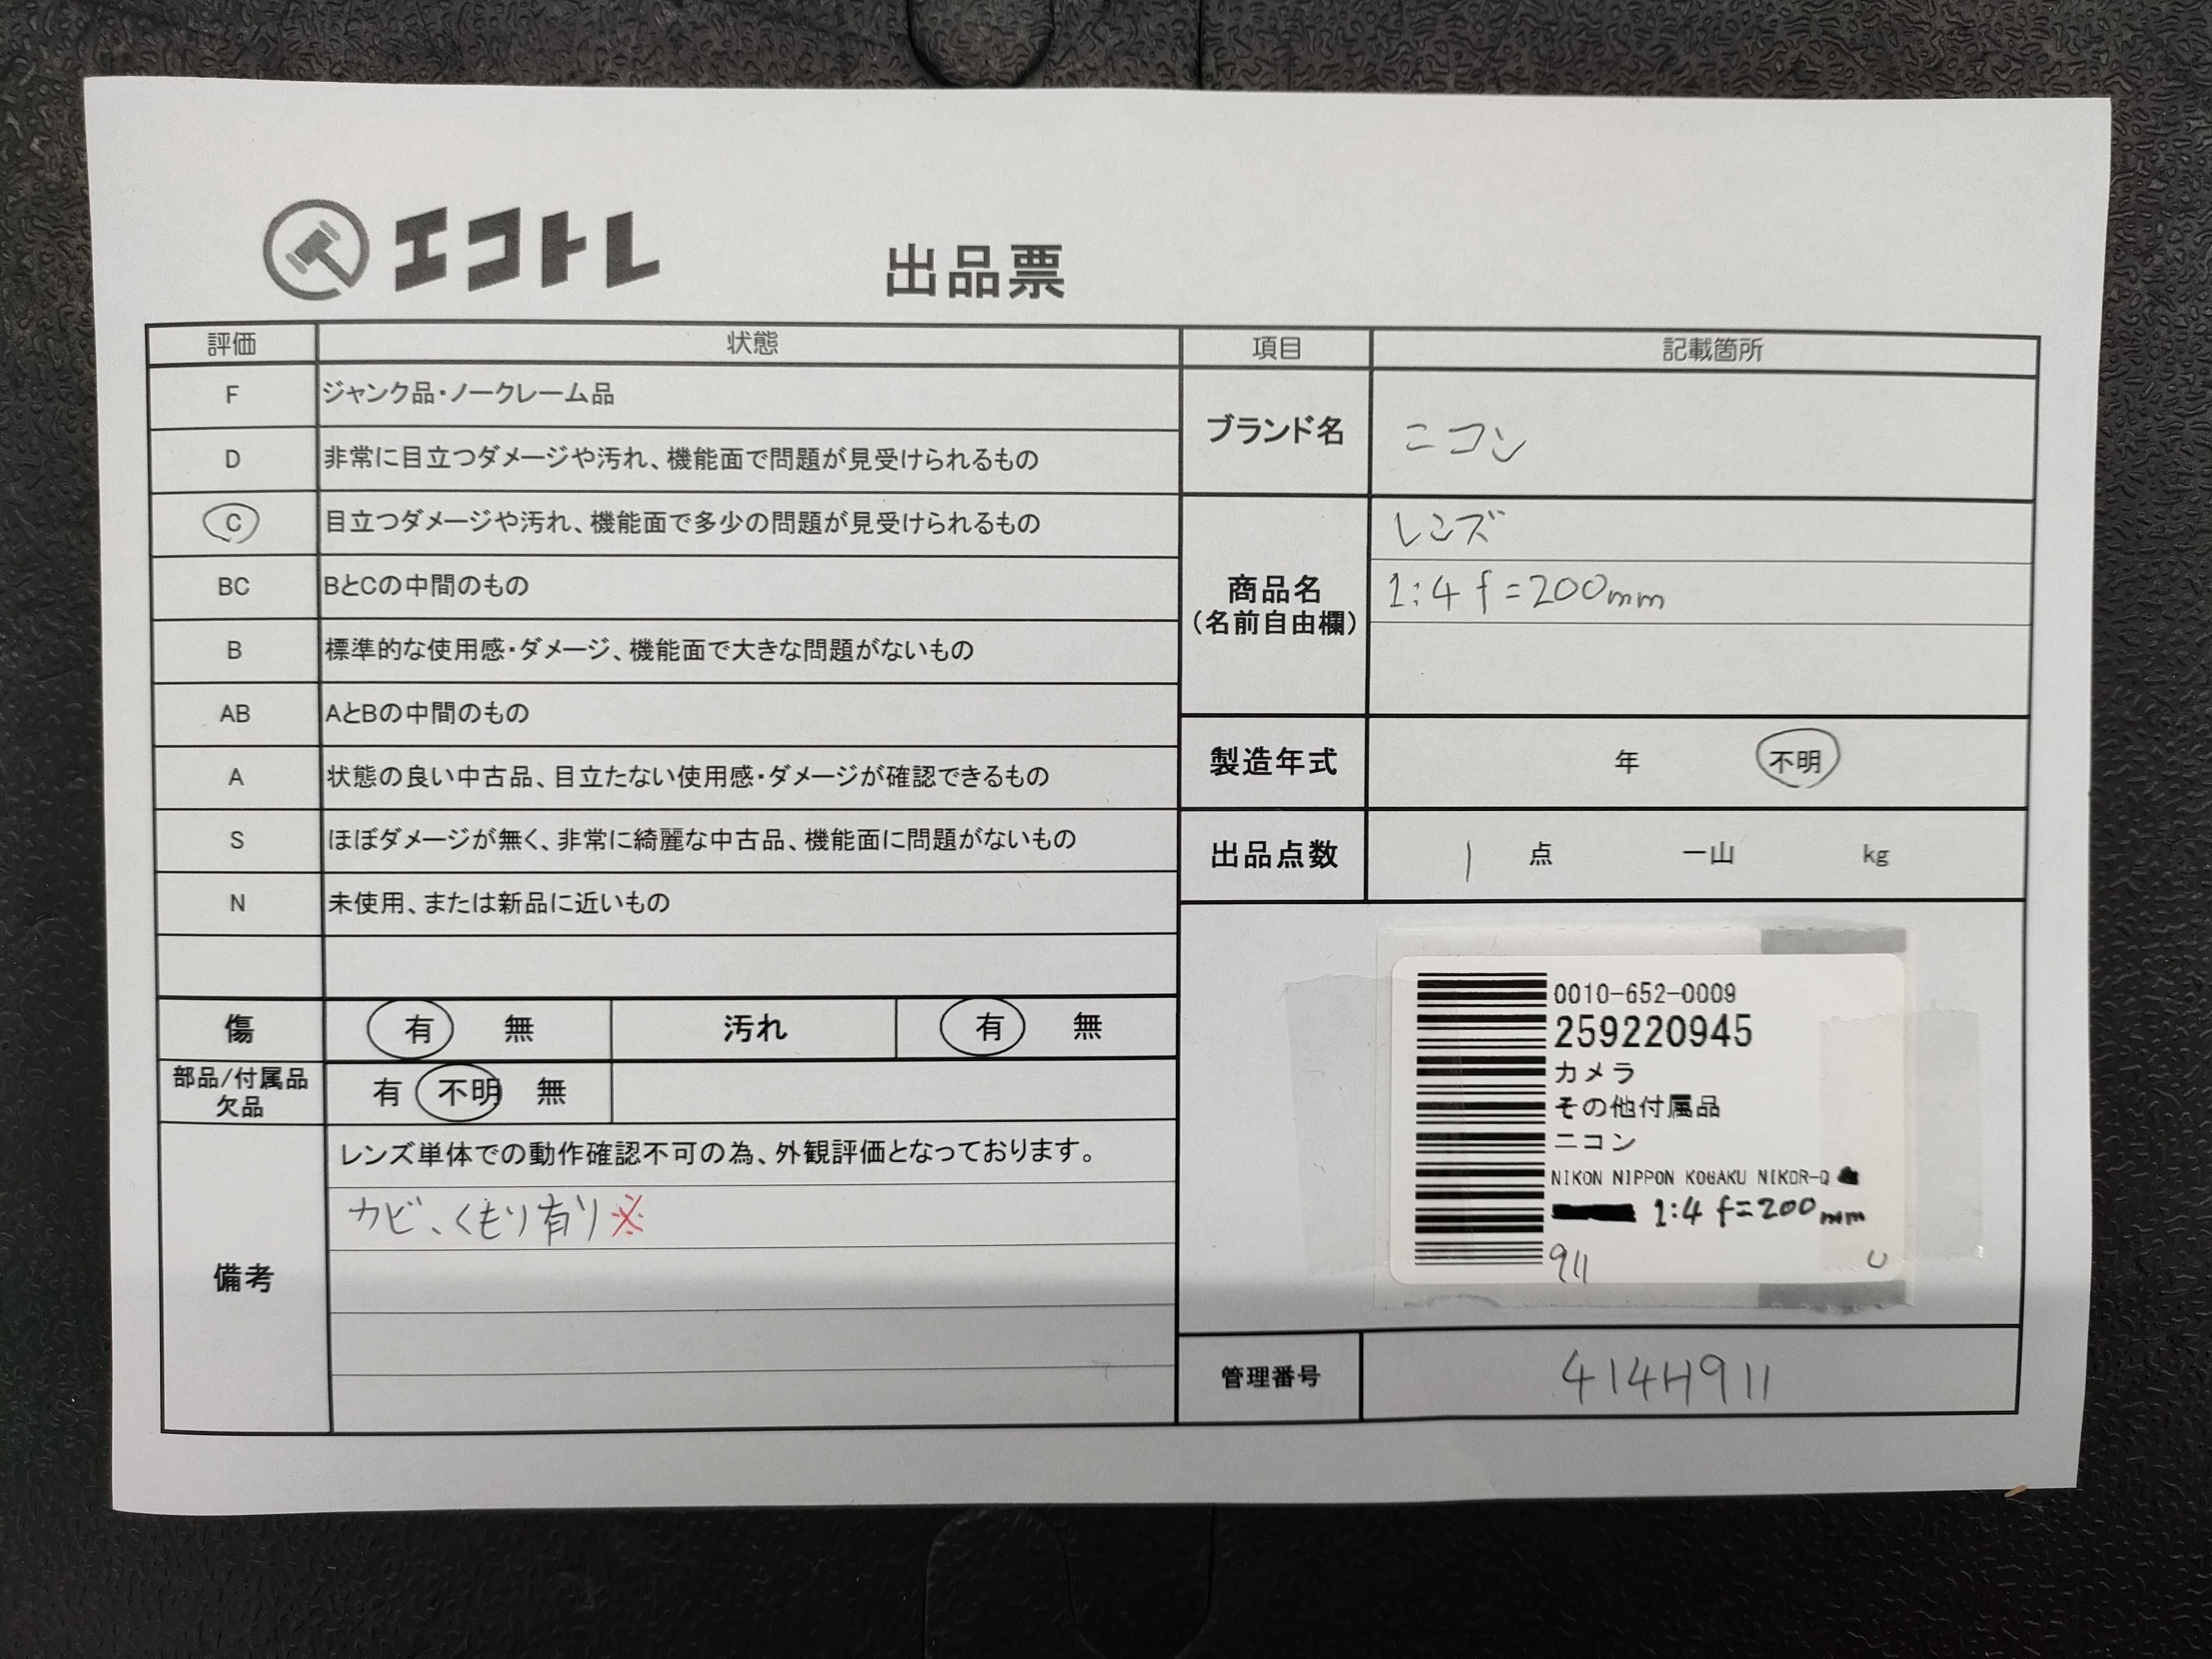 エコトレ
出品票
評価 状態
F ジャンク品・ノークレーム品
D 非常に目立つダメージや汚れ、機能面で問題が見受けられるもの
C 目立つダメージや汚れ、機能面で多少の問題が見受けられるもの
BC BとCの中間のもの
B 標準的な使用感・ダメージ、機能面で大きな問題がないもの
AB AとBの中間のもの
A 状態の良い中古品、目立たない使用感・ダメージが確認できるもの
S ほぼダメージが無く、非常に綺麗な中古品、機能面に問題がないもの
N 未使用、または新品に近いもの
傷 有 無 汚れ 有 無
部品/付属品
欠品
有 不明 無
備考
レンズ単体での動作確認不可の為、外観評価となっております。
カビ、くもり有り※
項目 記載箇所
ブランド名 ニコン
商品名
(名前自由欄)
レンズ
1:4 f=200mm
製造年式 年 不明
出品点数 1 点 一山 kg
0010-652-0009
259220945
カメラ
その他付属品
ニコン
NIKON NIPPON KOGAKU NIKOR-Q
1:4 f=200mm
911 U
管理番号 414H911